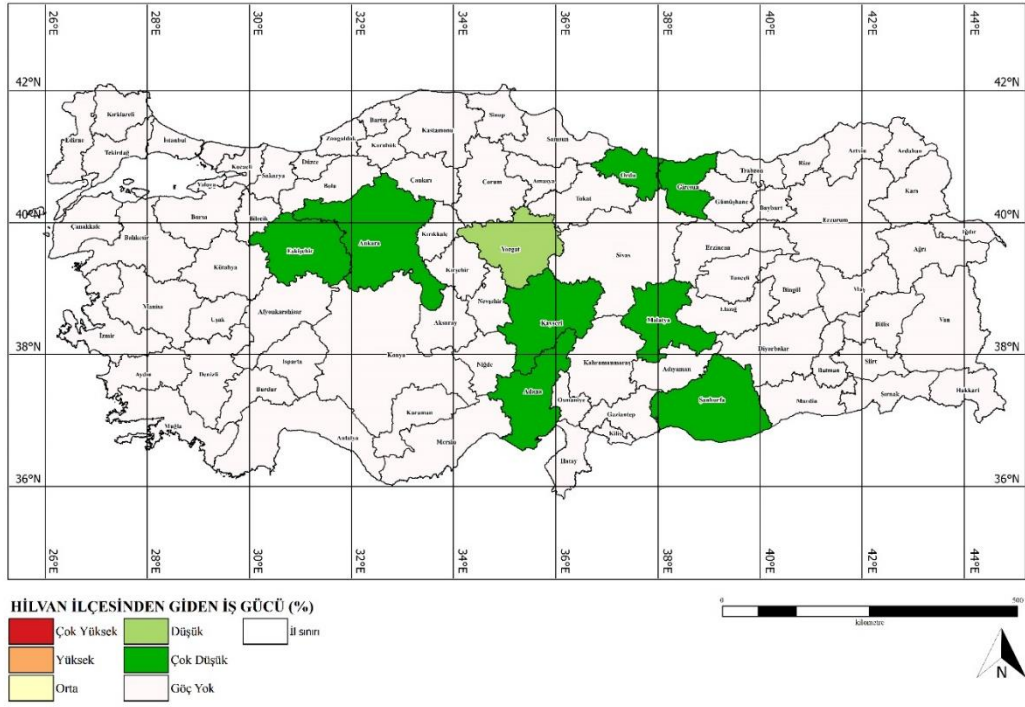 26°E 28°E 30°E 32°E 34°E 36°E 38°E 40°E 42°E 44°E
42°N 42°N
Kırklareli
Edirne
Tekirdağ
İstanbul
Kocaeli
Yalova
Sakarya
Düzce
Zonguldak
Bartın
Karabük
Kastamonu
Sinop
Samsun
Bolu
Çankırı
Çorum
Amasya
Tokat
Ordu
Giresun
Trabzon
Gümüşhane
Bayburt
Rize
Artvin
Ardahan
Kars
40°N 40°N
Çanakkale
Balıkesir
Bursa
Bilecik
Kütahya
Eskişehir
Ankara
Kırıkkale
Kırşehir
Yozgat
Sivas
Erzincan
Erzurum
Iğdır
Ağrı
Tunceli
Bingöl
Muş
Elazığ
Bitlis
Van
Manisa
İzmir
Uşak
Afyonkarahisar
Aksaray
Nevşehir
Kayseri
Malatya
38°N 38°N
Aydın
Denizli
Isparta
Burdur
Konya
Niğde
Adana
Kahramanmaraş
Adıyaman
Diyarbakır
Batman
Siirt
Şırnak
Hakkari
Muğla
Antalya
Karaman
Mersin
Osmaniye
Gaziantep
Kilis
Şanlıurfa
Mardin
Hatay
36°N 36°N
26°E 28°E 30°E 32°E 34°E 36°E 38°E 40°E 42°E 44°E
HİLVAN İLÇESİNDEN GİDEN İŞ GÜCÜ (%)
Çok Yüksek Düşük İl sınırı
Yüksek Çok Düşük
Orta Göç Yok
0 500
kilometre
N